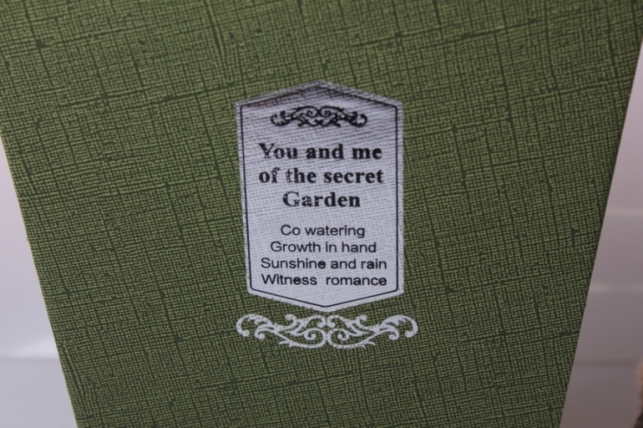 You and me
of the secret
Garden
Co watering
Growth in hand
Sunshine and rain
Witness romance